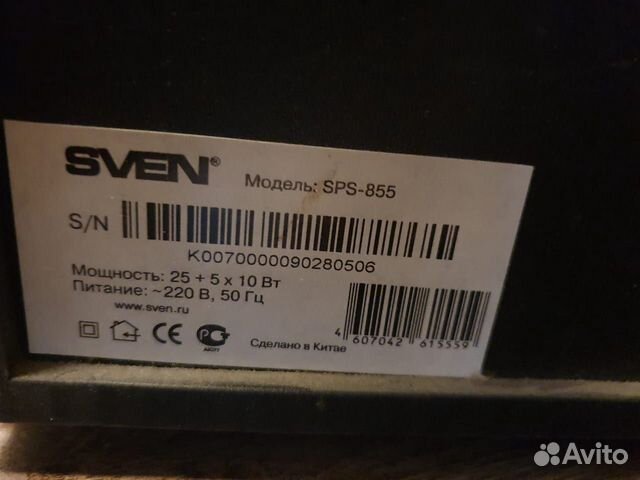 SVEN® Модель: SPS-855
S/N
K0070000090280506
Мощность: 25 + 5 x 10 Вт
Питание: ~220 В, 50 Гц
www.sven.ru
CE
Сделано в Китае
4 607042 615559
Avito